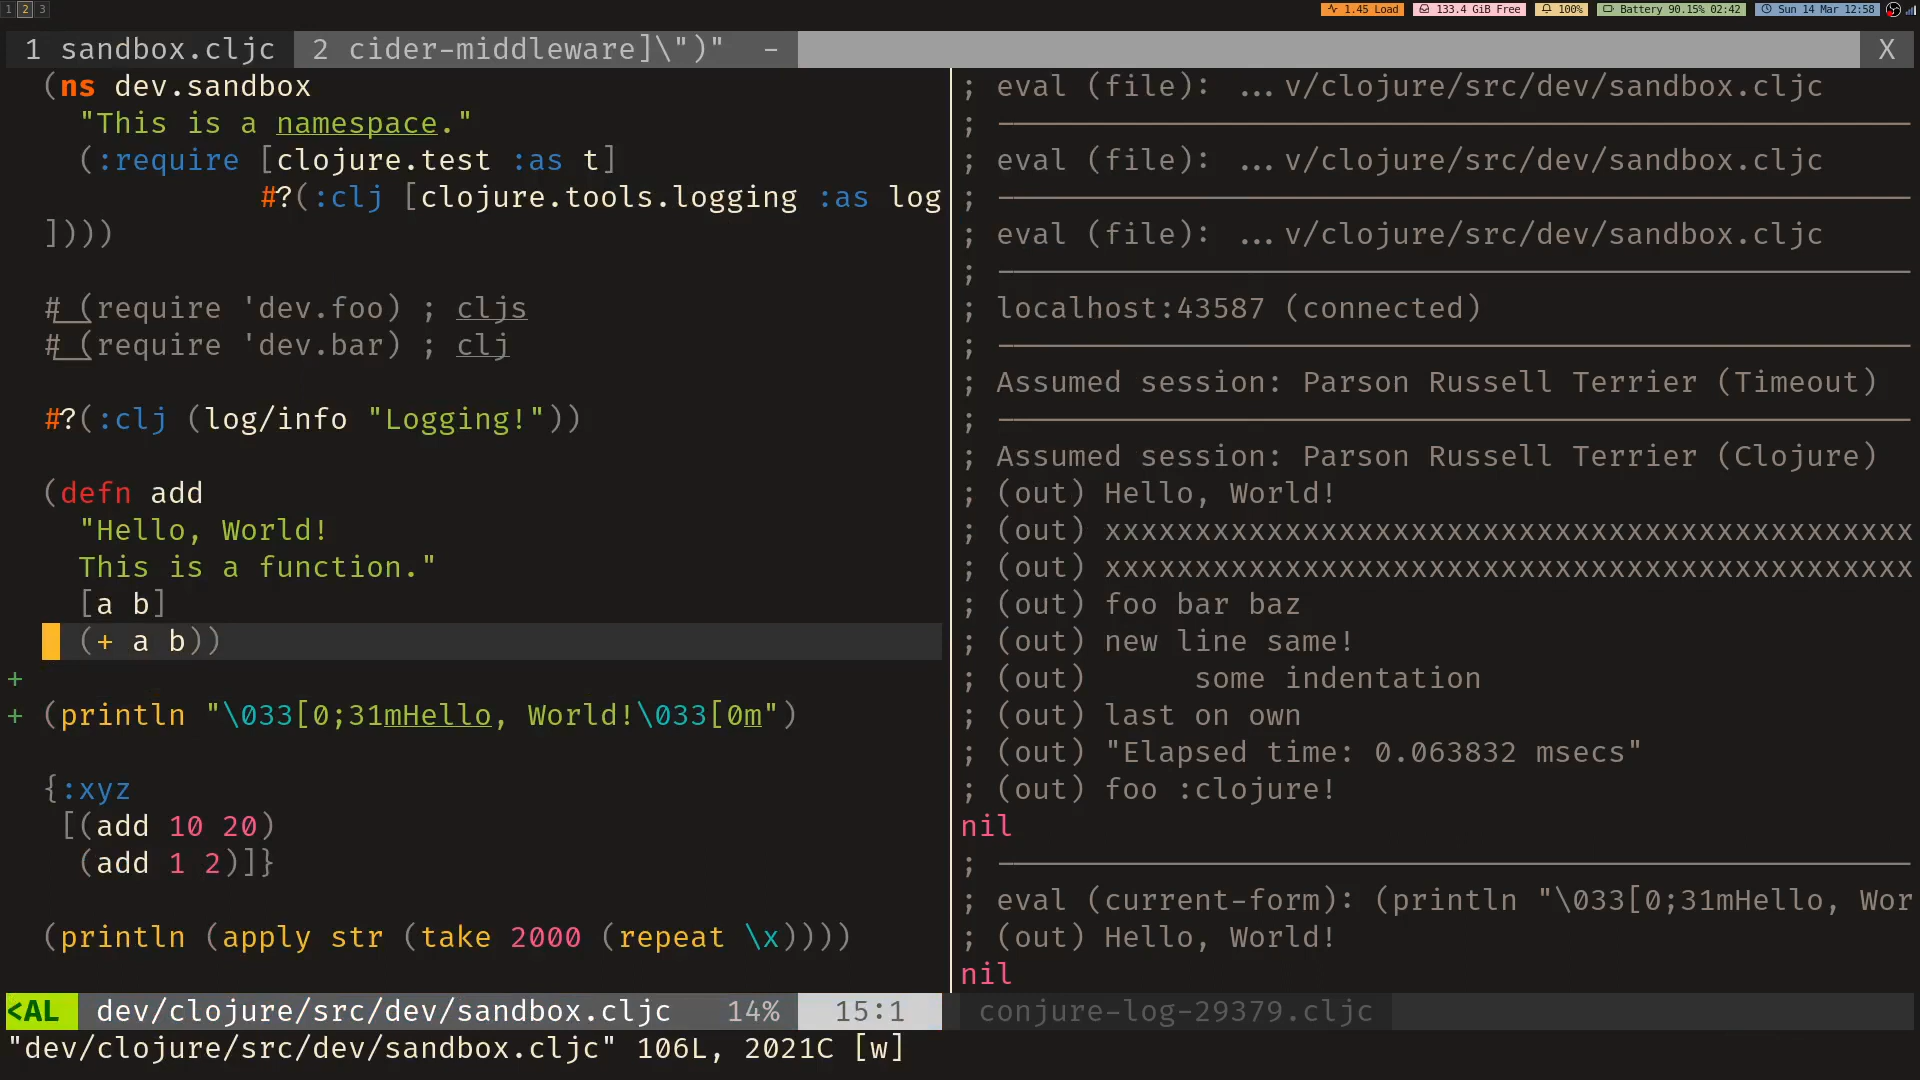 1 2 3 1.45 Load 133.4 GiB Free 100% Battery 90.15% 02:42 Sun 14 Mar 12:58
1 sandbox.cljc 2 cider-middleware]\")" – X
(ns dev.sandbox
"This is a namespace."
(:require [clojure.test :as t]
#?(:clj [clojure.tools.logging :as log
])))
#_(require 'dev.foo) ; cljs
#_(require 'dev.bar) ; clj
#?(:clj (log/info "Logging!"))
(defn add
"Hello, World!
This is a function."
[a b]
(+ a b))
+
+ (println "\033[0;31mHello, World!\033[0m")
{:xyz
[(add 10 20)
(add 1 2)]}
(println (apply str (take 2000 (repeat \x))))
<AL dev/clojure/src/dev/sandbox.cljc 14% 15:1
; eval (file): ...v/clojure/src/dev/sandbox.cljc
; ──────────────────────────────
; eval (file): ...v/clojure/src/dev/sandbox.cljc
; ──────────────────────────────
; eval (file): ...v/clojure/src/dev/sandbox.cljc
; ──────────────────────────────
; localhost:43587 (connected)
; ──────────────────────────────
; Assumed session: Parson Russell Terrier (Timeout)
; ──────────────────────────────
; Assumed session: Parson Russell Terrier (Clojure)
; (out) Hello, World!
; (out) xxxxxxxxxxxxxxxxxxxxxxxxxxxxxxxxxxxxxxxxxxxxx
; (out) xxxxxxxxxxxxxxxxxxxxxxxxxxxxxxxxxxxxxxxxxxxxx
; (out) foo bar baz
; (out) new line same!
; (out) some indentation
; (out) last on own
; (out) "Elapsed time: 0.063832 msecs"
; (out) foo :clojure!
nil
; ──────────────────────────────
; eval (current-form): (println "\033[0;31mHello, Wor
; (out) Hello, World!
nil
conjure-log-29379.cljc
"dev/clojure/src/dev/sandbox.cljc" 106L, 2021C [w]